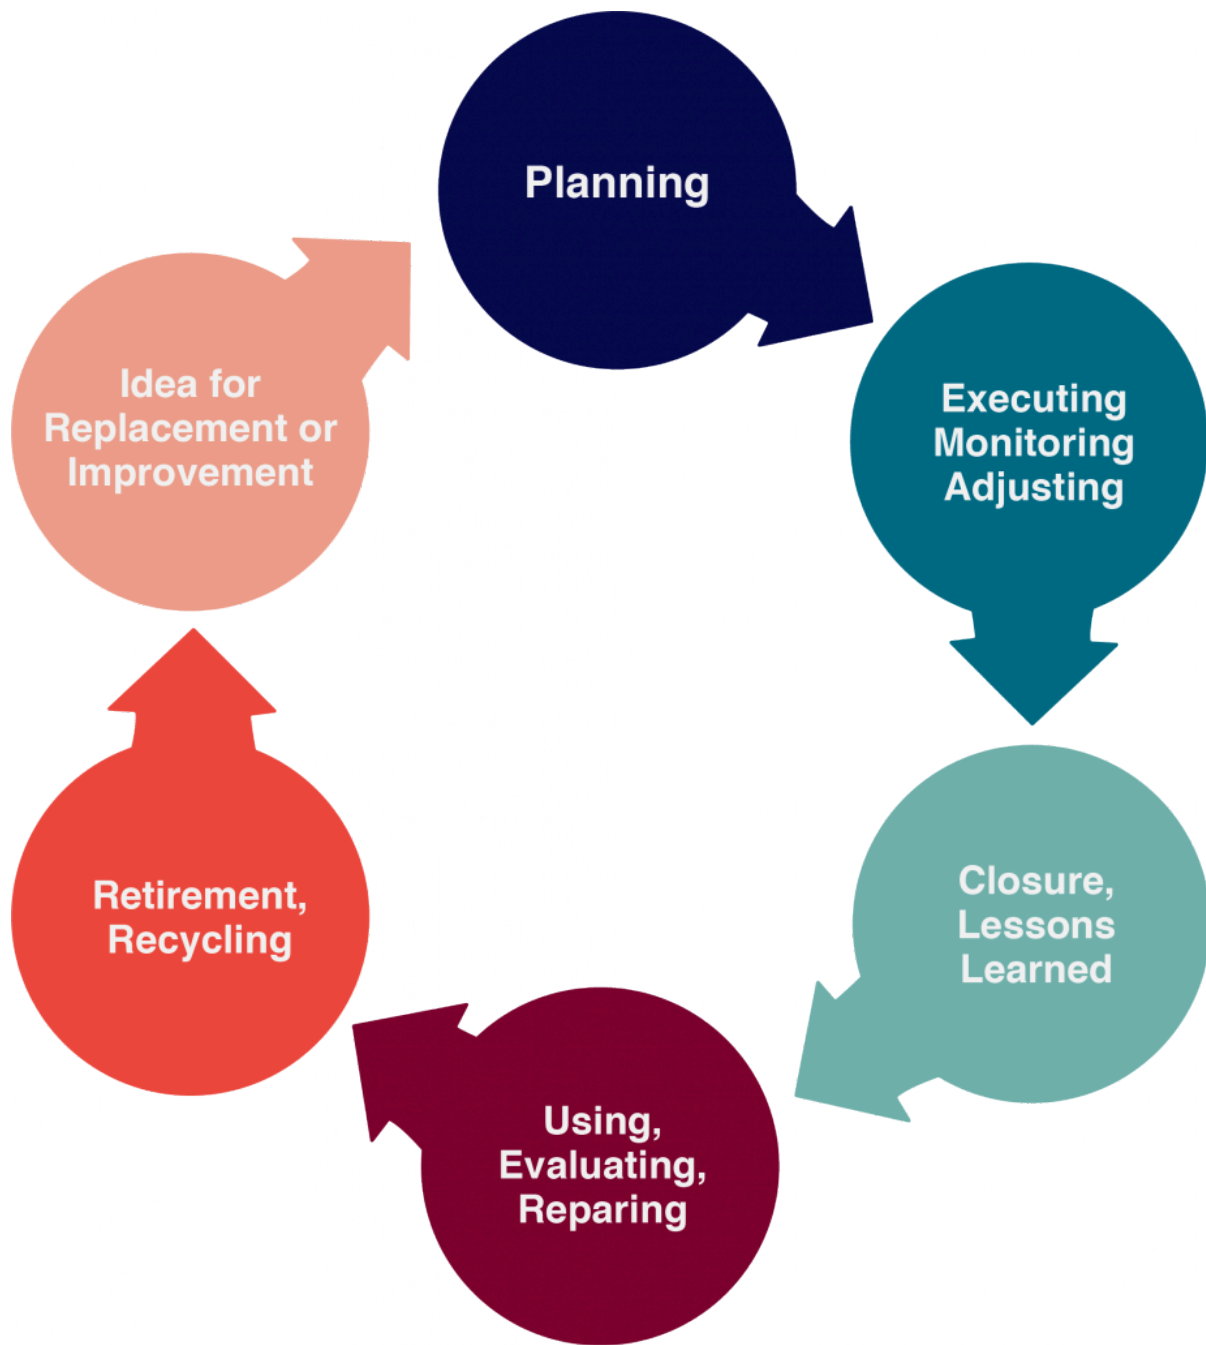 Planning
Executing
Monitoring
Adjusting
Closure,
Lessons
Learned
Using,
Evaluating,
Reparing
Retirement,
Recycling
Idea for
Replacement or
Improvement